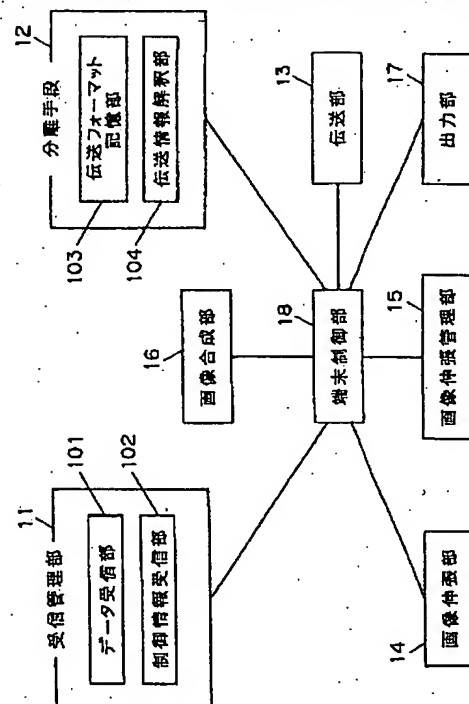 11
受信管理部
101
データ受信部
102
制御情報受信部
12
分離手段
103
伝送フォーマット
記憶部
104
伝送情報解釈部
16
画像合成部
13
伝送部
18
端末制御部
17
出力部
14
画像伸張部
15
画像伸張管理部